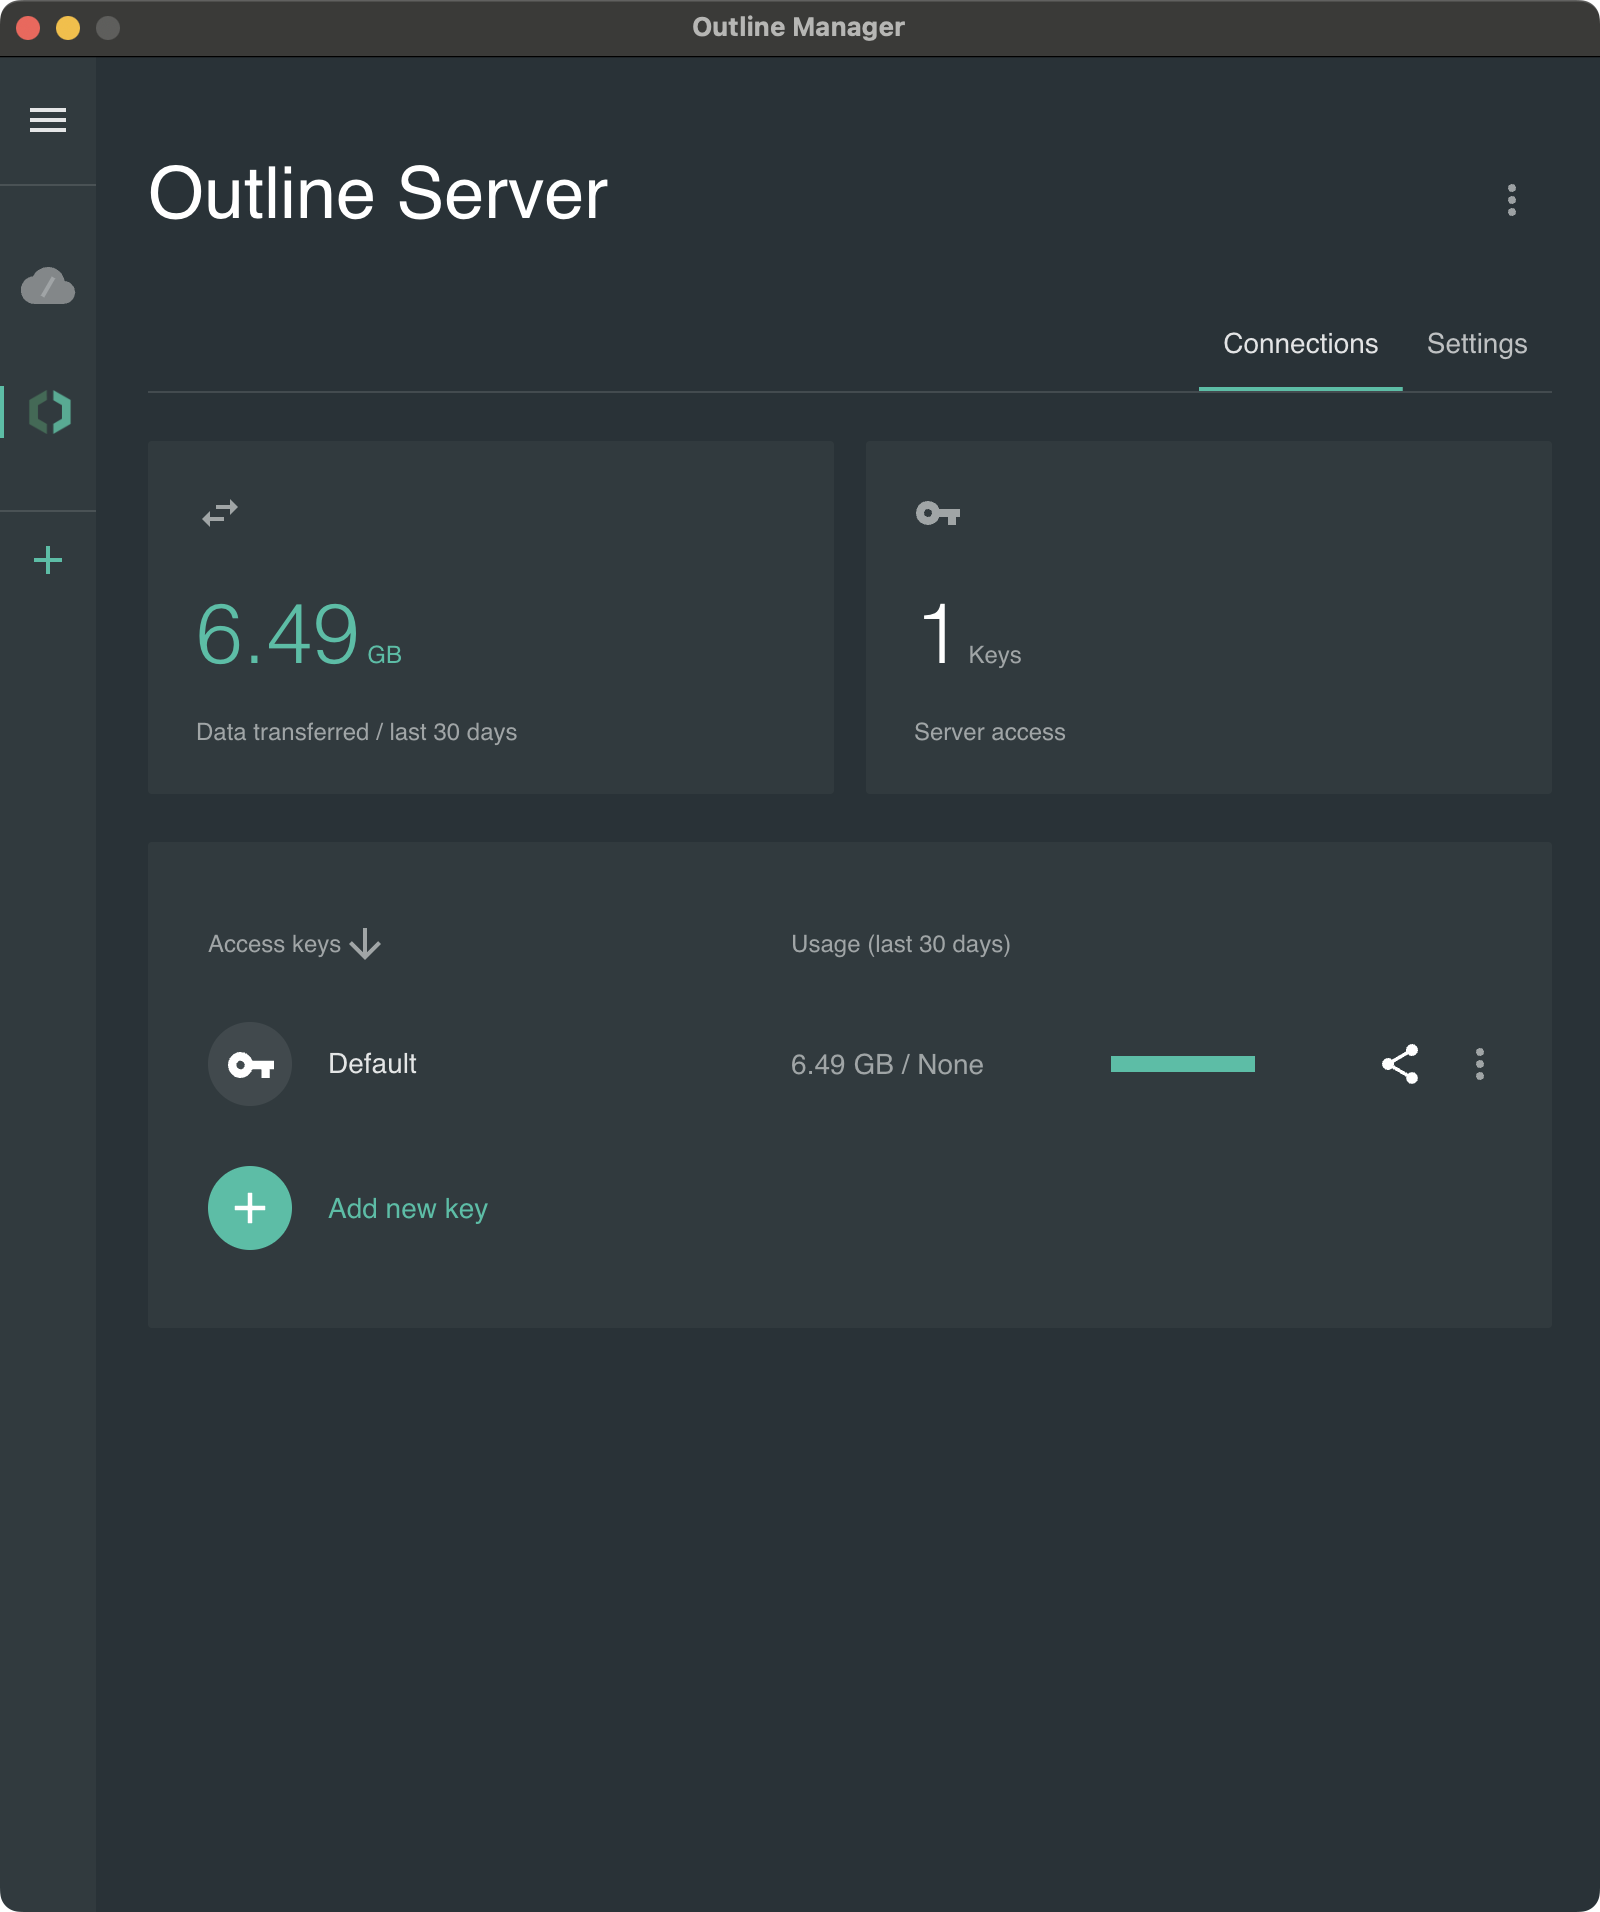 Outline Manager
Outline Server
Connections
Settings
6.49 GB
Data transferred / last 30 days
1 Keys
Server access
Access keys
Usage (last 30 days)
Default
6.49 GB / None
Add new key